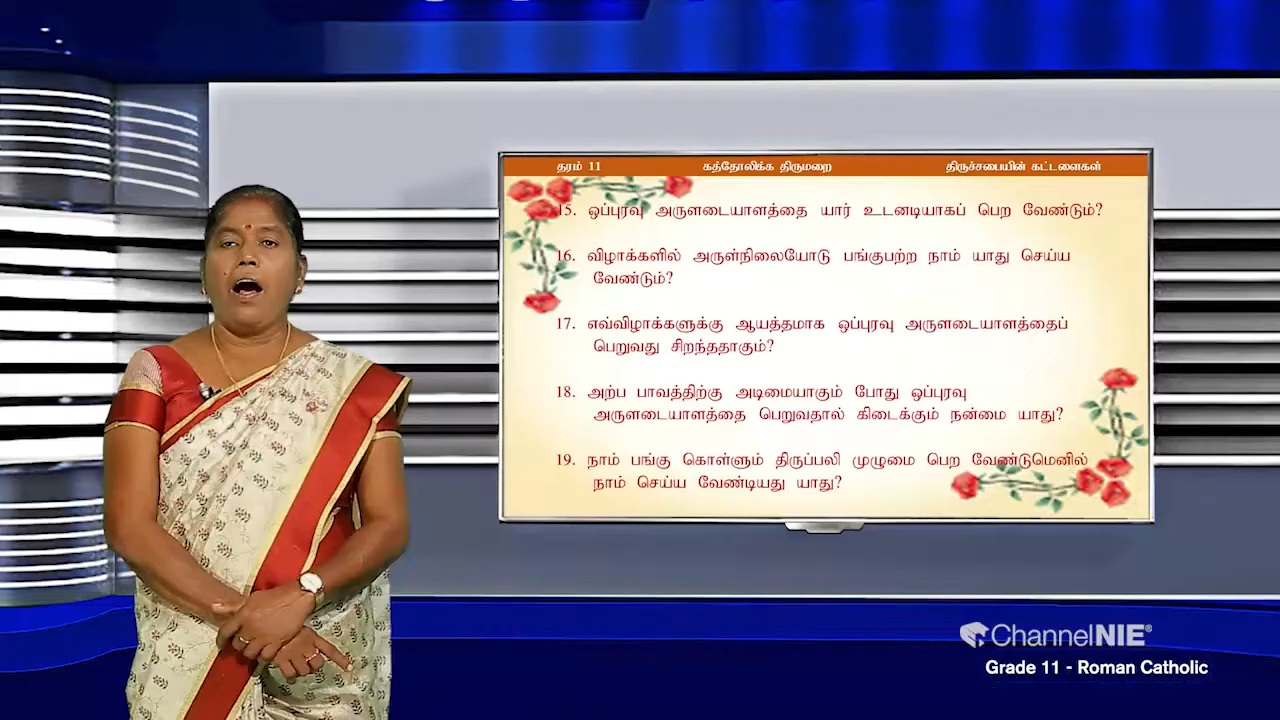 தரம் 11 கத்தோலிக்க திருமறை திருச்சபையின் கட்டளைகள்
15. ஒப்புரவு அருளடையாளத்தை யார் உடனடியாகப் பெற வேண்டும்?
16. விழாக்களில் அருள்நிலையோடு பங்குபற்ற நாம் யாது செய்ய
வேண்டும்?
17. எவ்விழாக்களுக்கு ஆயத்தமாக ஒப்புரவு அருளடையாளத்தைப்
பெறுவது சிறந்ததாகும்?
18. அற்ப பாவத்திற்கு அடிமையாகும் போது ஒப்புரவு
அருளடையாளத்தை பெறுவதால் கிடைக்கும் நன்மை யாது?
19. நாம் பங்கு கொள்ளும் திருப்பலி முழுமை பெற வேண்டுமெனில்
நாம் செய்ய வேண்டியது யாது?
ChannelNIE®
Grade 11 - Roman Catholic